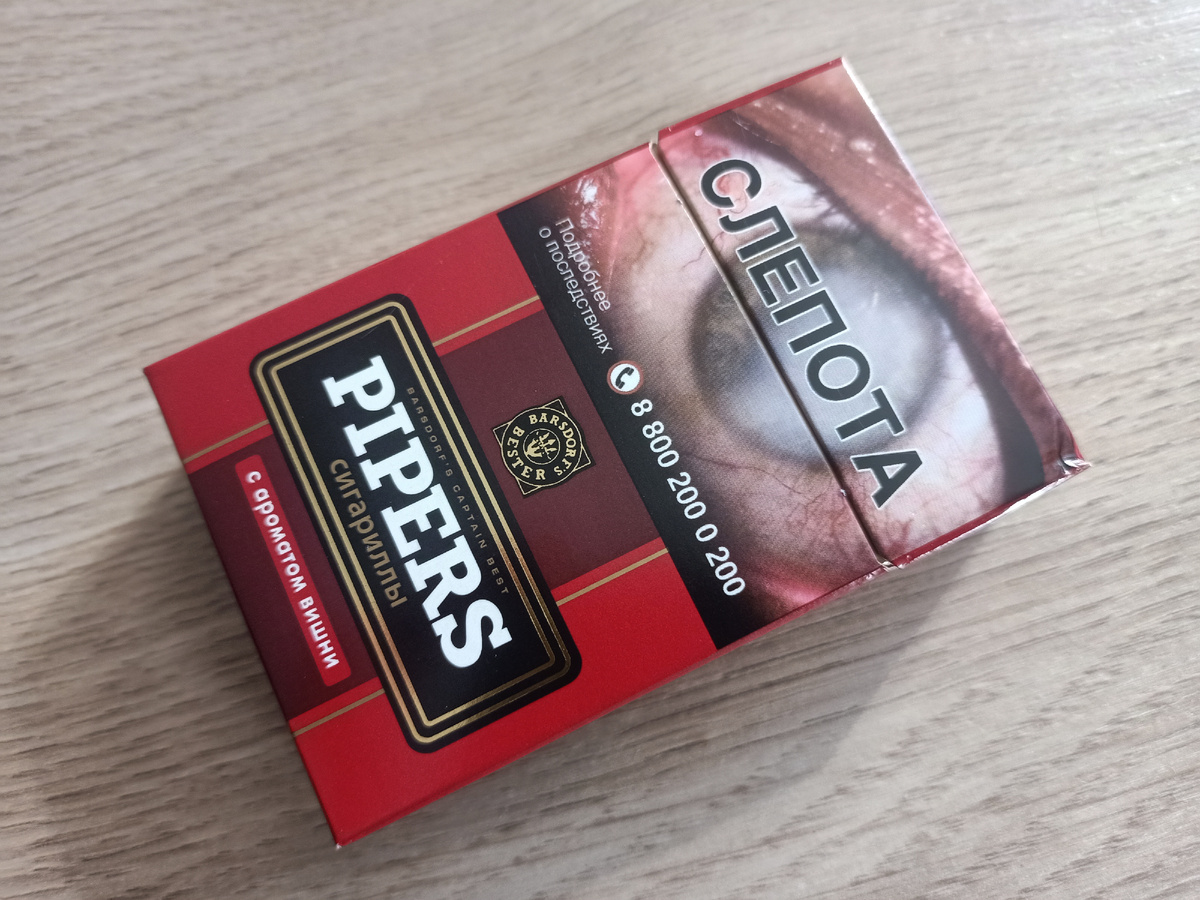 СЛЕПОТА
Подробнее
о последствиях
8 800 200 0 200
BARSDORF'S
BESTER
BARSDORF'S CAPTAIN BEST
PIPERS
сигариллы
с ароматом вишни